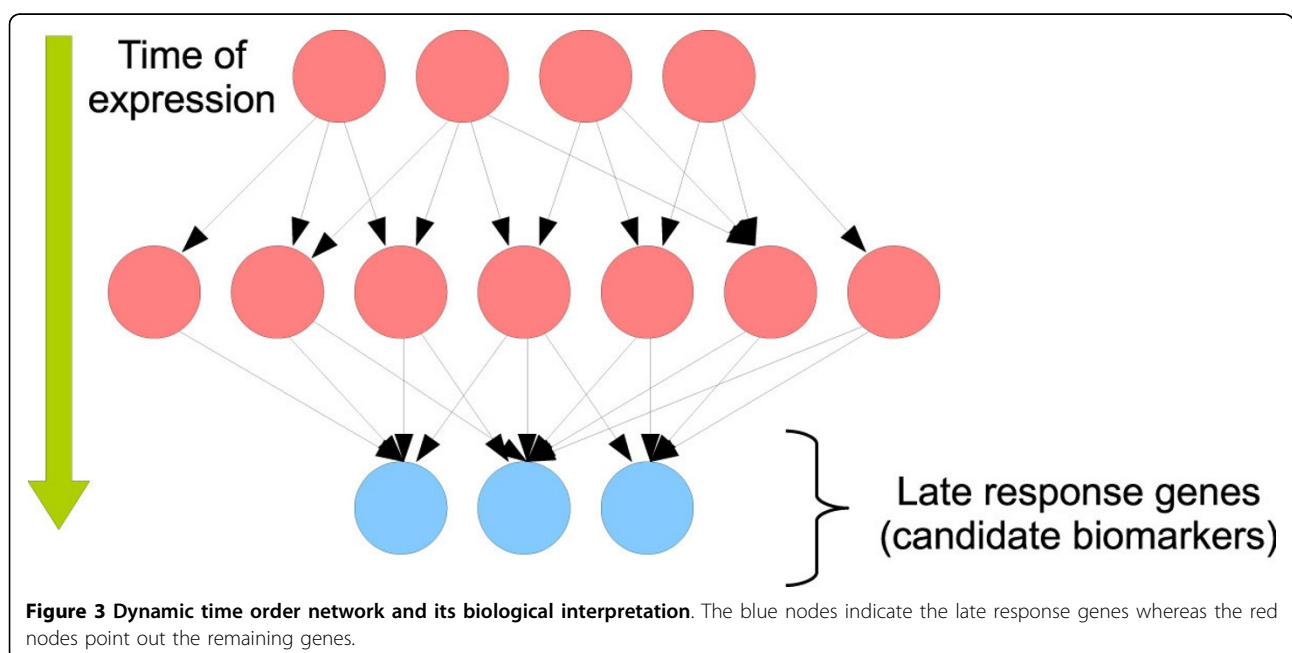 Time of
expression
Late response genes
(candidate biomarkers)
Figure 3 Dynamic time order network and its biological interpretation. The blue nodes indicate the late response genes whereas the red
nodes point out the remaining genes.